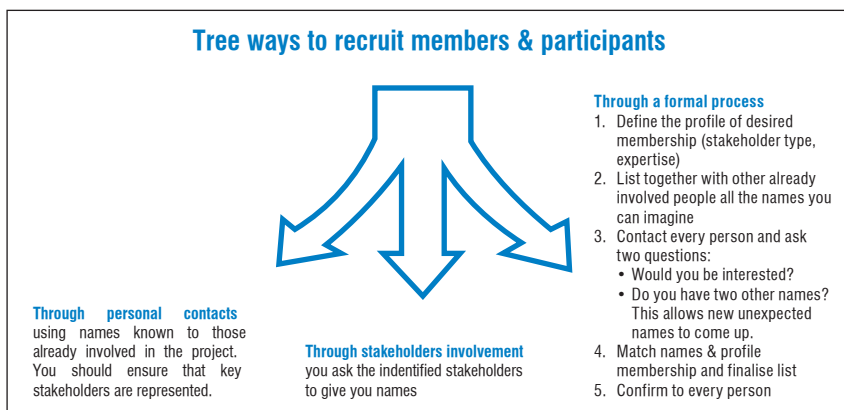 Tree ways to recruit members & participants
Through personal contacts
using names known to those
already involved in the project.
You should ensure that key
stakeholders are represented.
Through stakeholders involvement
you ask the indentified stakeholders
to give you names
Through a formal process
1. Define the profile of desired
membership (stakeholder type,
expertise)
2. List together with other already
involved people all the names you
can imagine
3. Contact every person and ask
two questions:
• Would you be interested?
• Do you have two other names?
This allows new unexpected
names to come up.
4. Match names & profile
membership and finalise list
5. Confirm to every person